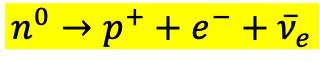 n⁰ → p⁺ + e⁻ + ν̄ₑ